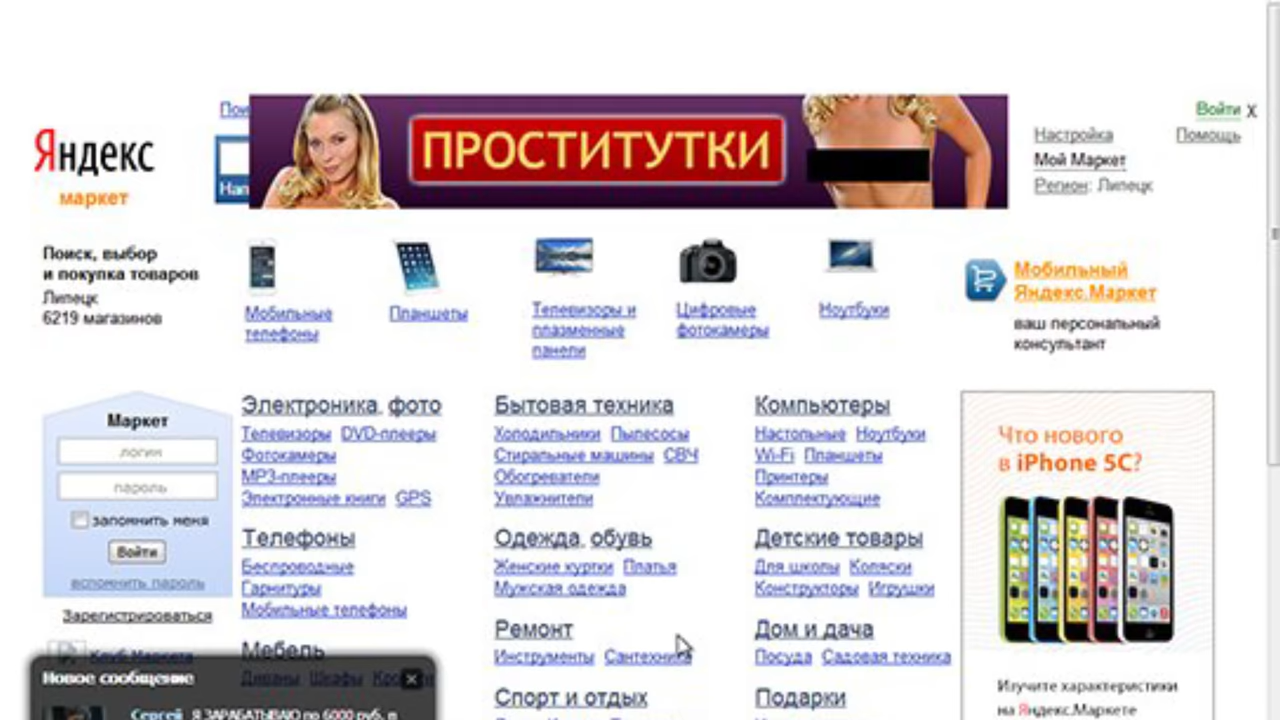 Пои
ПРОСТИТУТКИ
Войти X
Настройка Помощь
Мой Маркет
Регион: Липецк
Яндекс
маркет
Нап
Поиск, выбор
и покупка товаров
Липецк
6219 магазинов
Мобильные
телефоны
Планшеты
Телевизоры и
плазменные
панели
Цифровые
фотокамеры
Ноутбуки
Мобильный
Яндекс.Маркет
ваш персональный
консультант
Маркет
логин
пароль
запомнить меня
Войти
вспомнить пароль
Зарегистрироваться
Клуб Маркета
Электроника, фото
Телевизоры DVD-плееры
Фотокамеры
MP3-плееры
Электронные книги GPS
Телефоны
Беспроводные
Гарнитуры
Мобильные телефоны
Мебель
Диваны Шкафы
Бытовая техника
Холодильники Пылесосы
Стиральные машины СВЧ
Обогреватели
Увлажнители
Одежда, обувь
Женские куртки Платья
Мужская одежда
Ремонт
Инструменты Сантехника
Спорт и отдых
Компьютеры
Настольные Ноутбуки
Wi-Fi Планшеты
Принтеры
Комплектующие
Детские товары
Для школы Коляски
Конструкторы Игрушки
Дом и дача
Посуда Садовая техника
Подарки
Что нового
в iPhone 5C?
Изучите характеристики
на Яндекс.Маркете
Новое сообщение
Сергей Я ЗАРАБАТЫВАЮ по 6000 руб. в